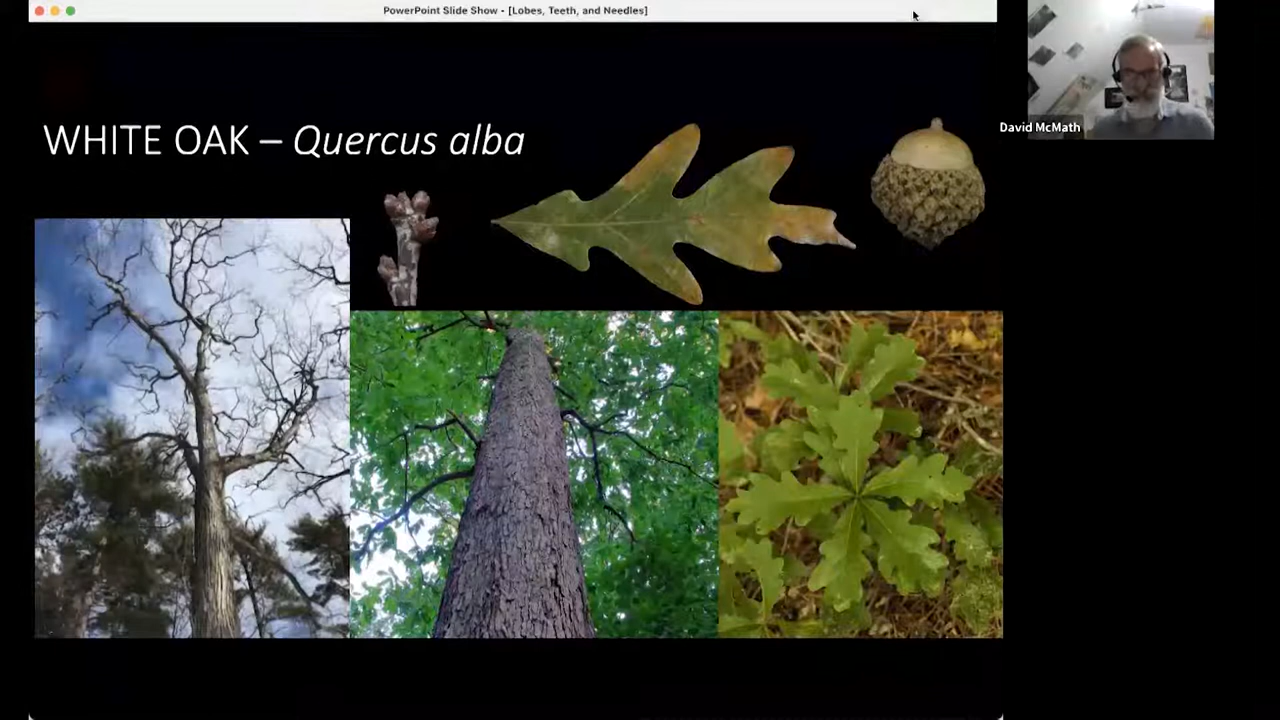 PowerPoint Slide Show - [Lobes, Teeth, and Needles]
David McMath
WHITE OAK – Quercus alba